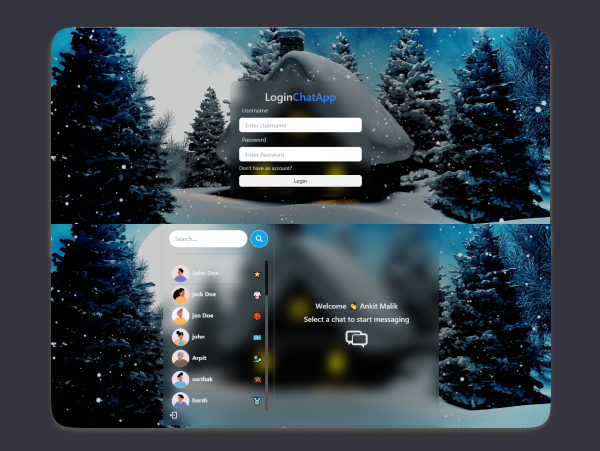 LoginChatApp
Username
Enter Username
Password
Enter Password
Don't have an account?
Login
Search...
John Doe
Jack Doe
Jan Doe
john
Arpit
sarthak
harsh
Welcome 👋 Ankit Malik
Select a chat to start messaging